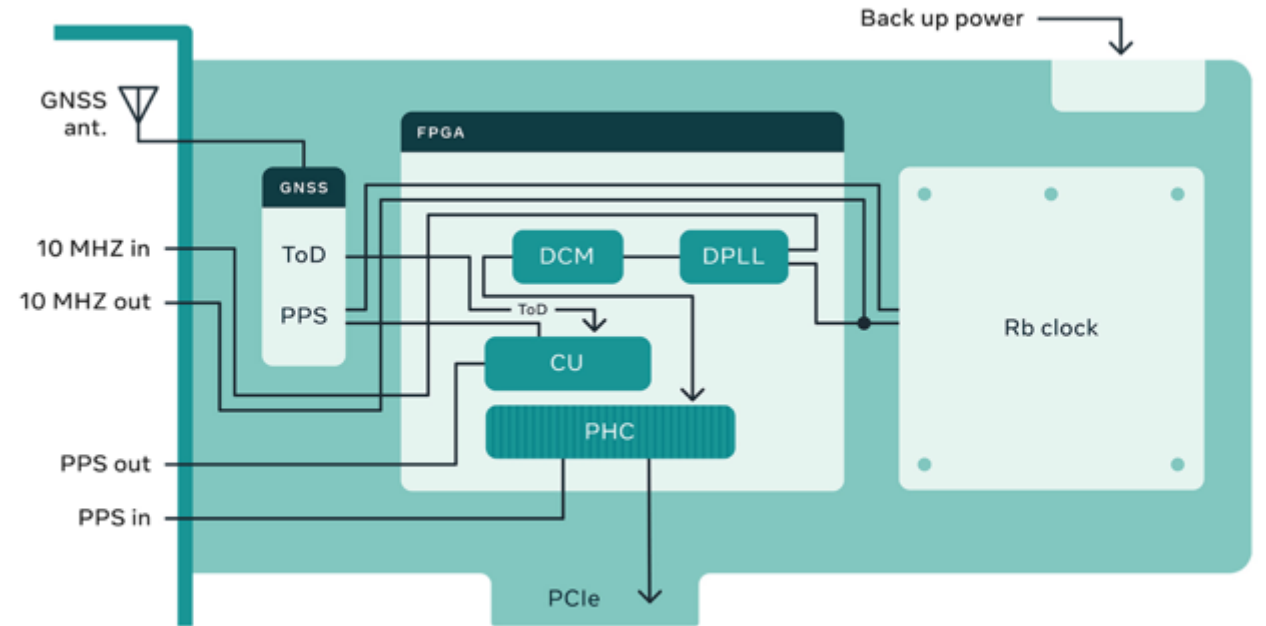 Back up power
GNSS
ant.
FPGA
GNSS
10 MHZ in
ToD
DCM
DPLL
10 MHZ out
ToD
PPS
Rb clock
CU
PHC
PPS out
PPS in
PCIe